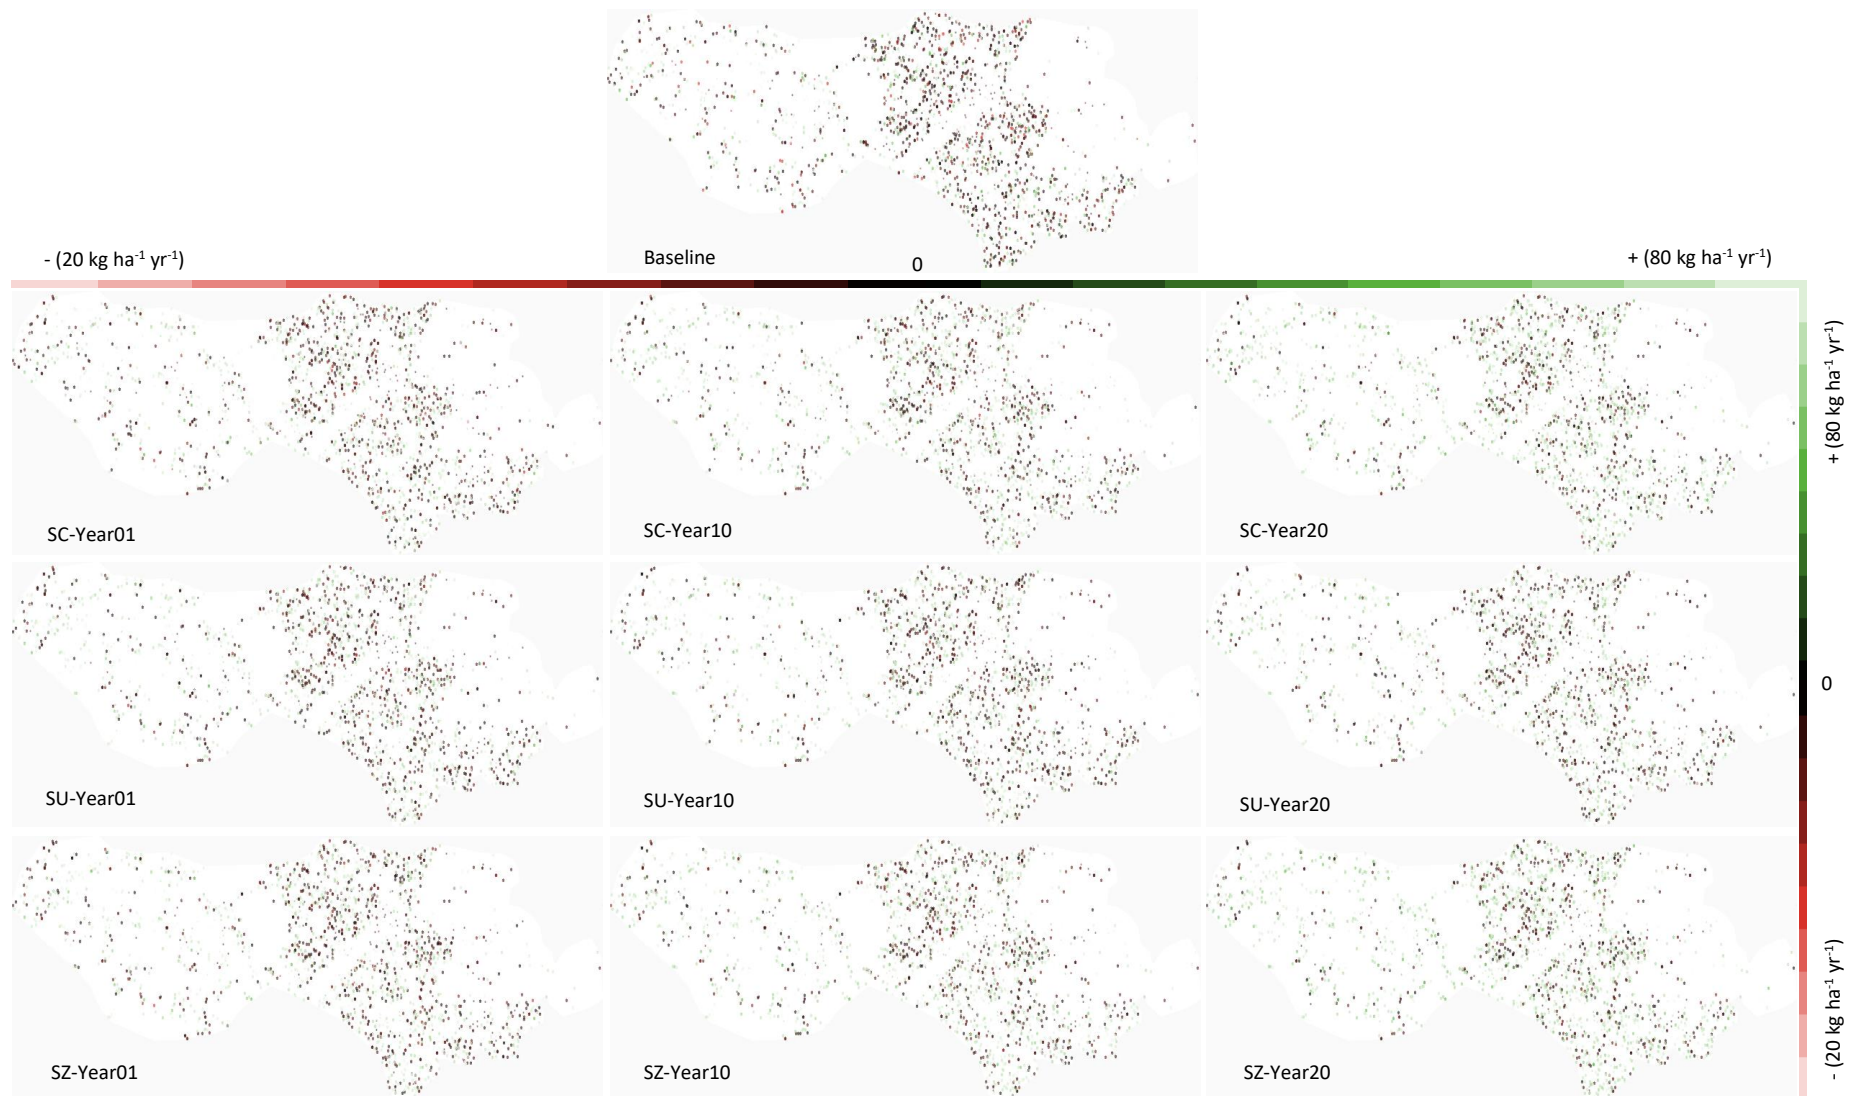 Baseline
- (20 kg ha⁻¹ yr⁻¹)
0
+ (80 kg ha⁻¹ yr⁻¹)
SC-Year01
SC-Year10
SC-Year20
+ (80 kg ha⁻¹ yr⁻¹)
SU-Year01
SU-Year10
SU-Year20
0
SZ-Year01
SZ-Year10
SZ-Year20
- (20 kg ha⁻¹ yr⁻¹)